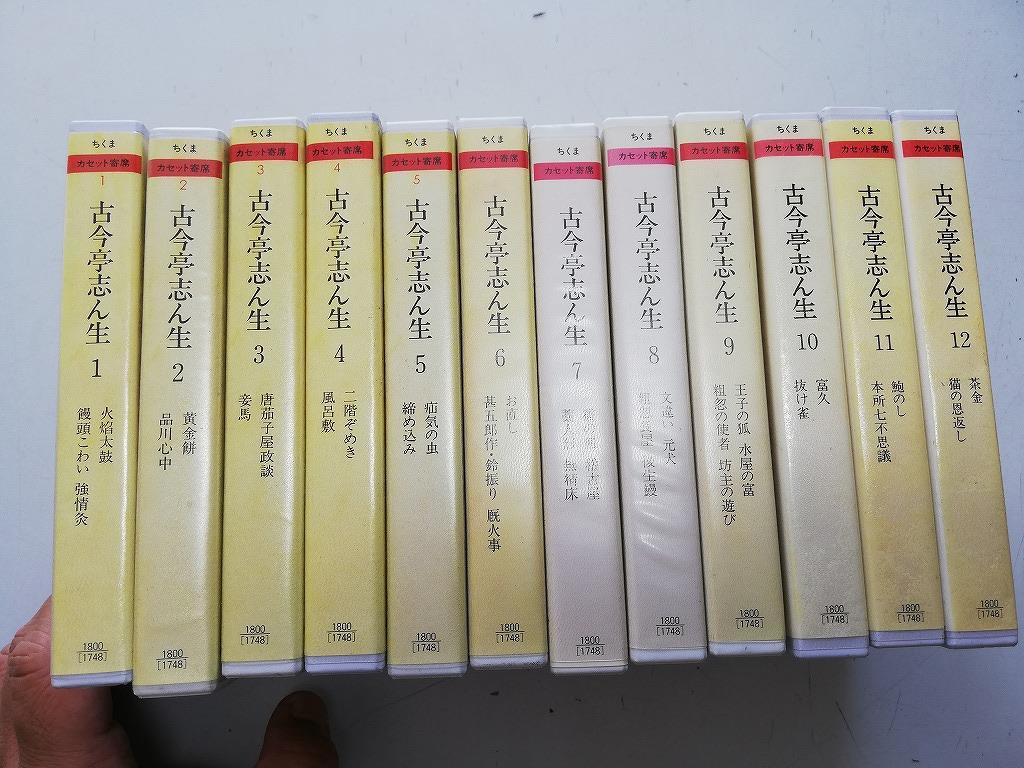 ちくま
カセット寄席
1
古今亭志ん生
1
火焰太鼓
饅頭こわい 強情灸
1800
[1748]
ちくま
カセット寄席
2
古今亭志ん生
2
黄金餅
品川心中
1800
[1748]
ちくま
カセット寄席
3
古今亭志ん生
3
唐茄子屋政談
妾馬
1800
[1748]
ちくま
カセット寄席
4
古今亭志ん生
4
二階ぞめき
風呂敷
1800
[1748]
ちくま
カセット寄席
5
古今亭志ん生
5
疝気の虫
締め込み
1800
[1748]
ちくま
カセット寄席
古今亭志ん生
6
お直し
甚五郎作・鈴振り 厩火事
1800
[1748]
ちくま
カセット寄席
古今亭志ん生
7
無精床
1800
[1748]
ちくま
カセット寄席
古今亭志ん生
8
文違い 元犬
後生鰻
1800
[1748]
ちくま
カセット寄席
古今亭志ん生
9
王子の狐 水屋の富
粗忽の使者 坊主の遊び
1800
[1748]
ちくま
カセット寄席
古今亭志ん生
10
富久
抜け雀
1800
[1748]
ちくま
カセット寄席
古今亭志ん生
11
鮑のし
本所七不思議
1800
[1748]
ちくま
カセット寄席
古今亭志ん生
12
茶金
猫の恩返し
1800
[1748]